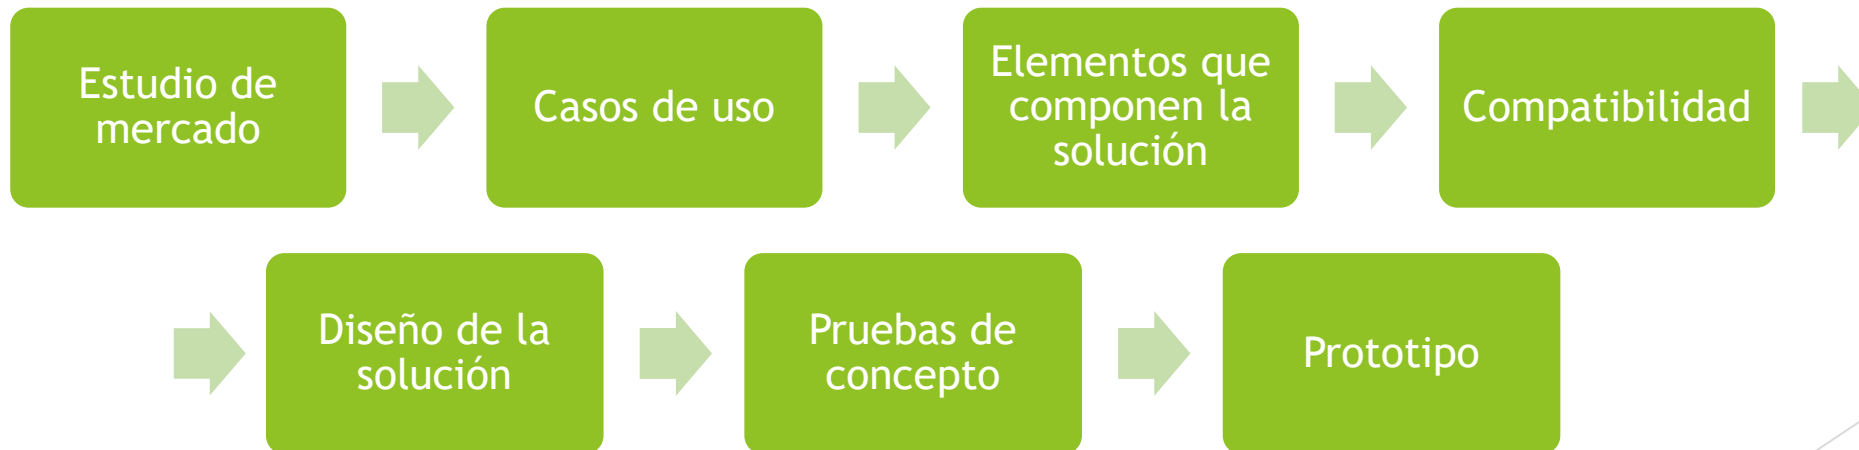 Estudio de
mercado
Casos de uso
Elementos que
componen la
solución
Compatibilidad
Diseño de la
solución
Pruebas de
concepto
Prototipo